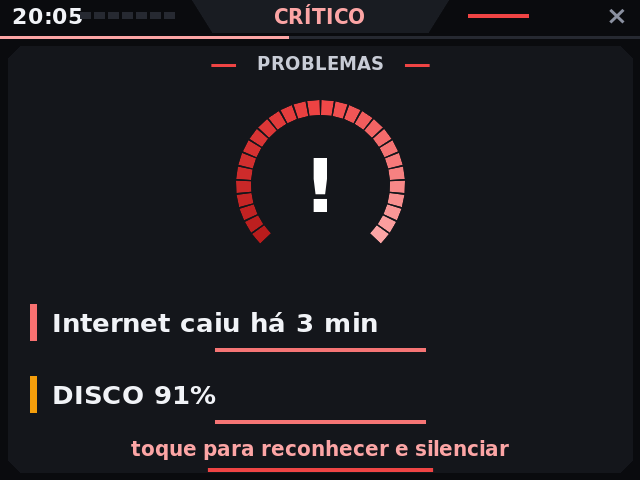 20:05
CRÍTICO
×
PROBLEMAS
!
Internet caiu há 3 min
DISCO 91%
toque para reconhecer e silenciar